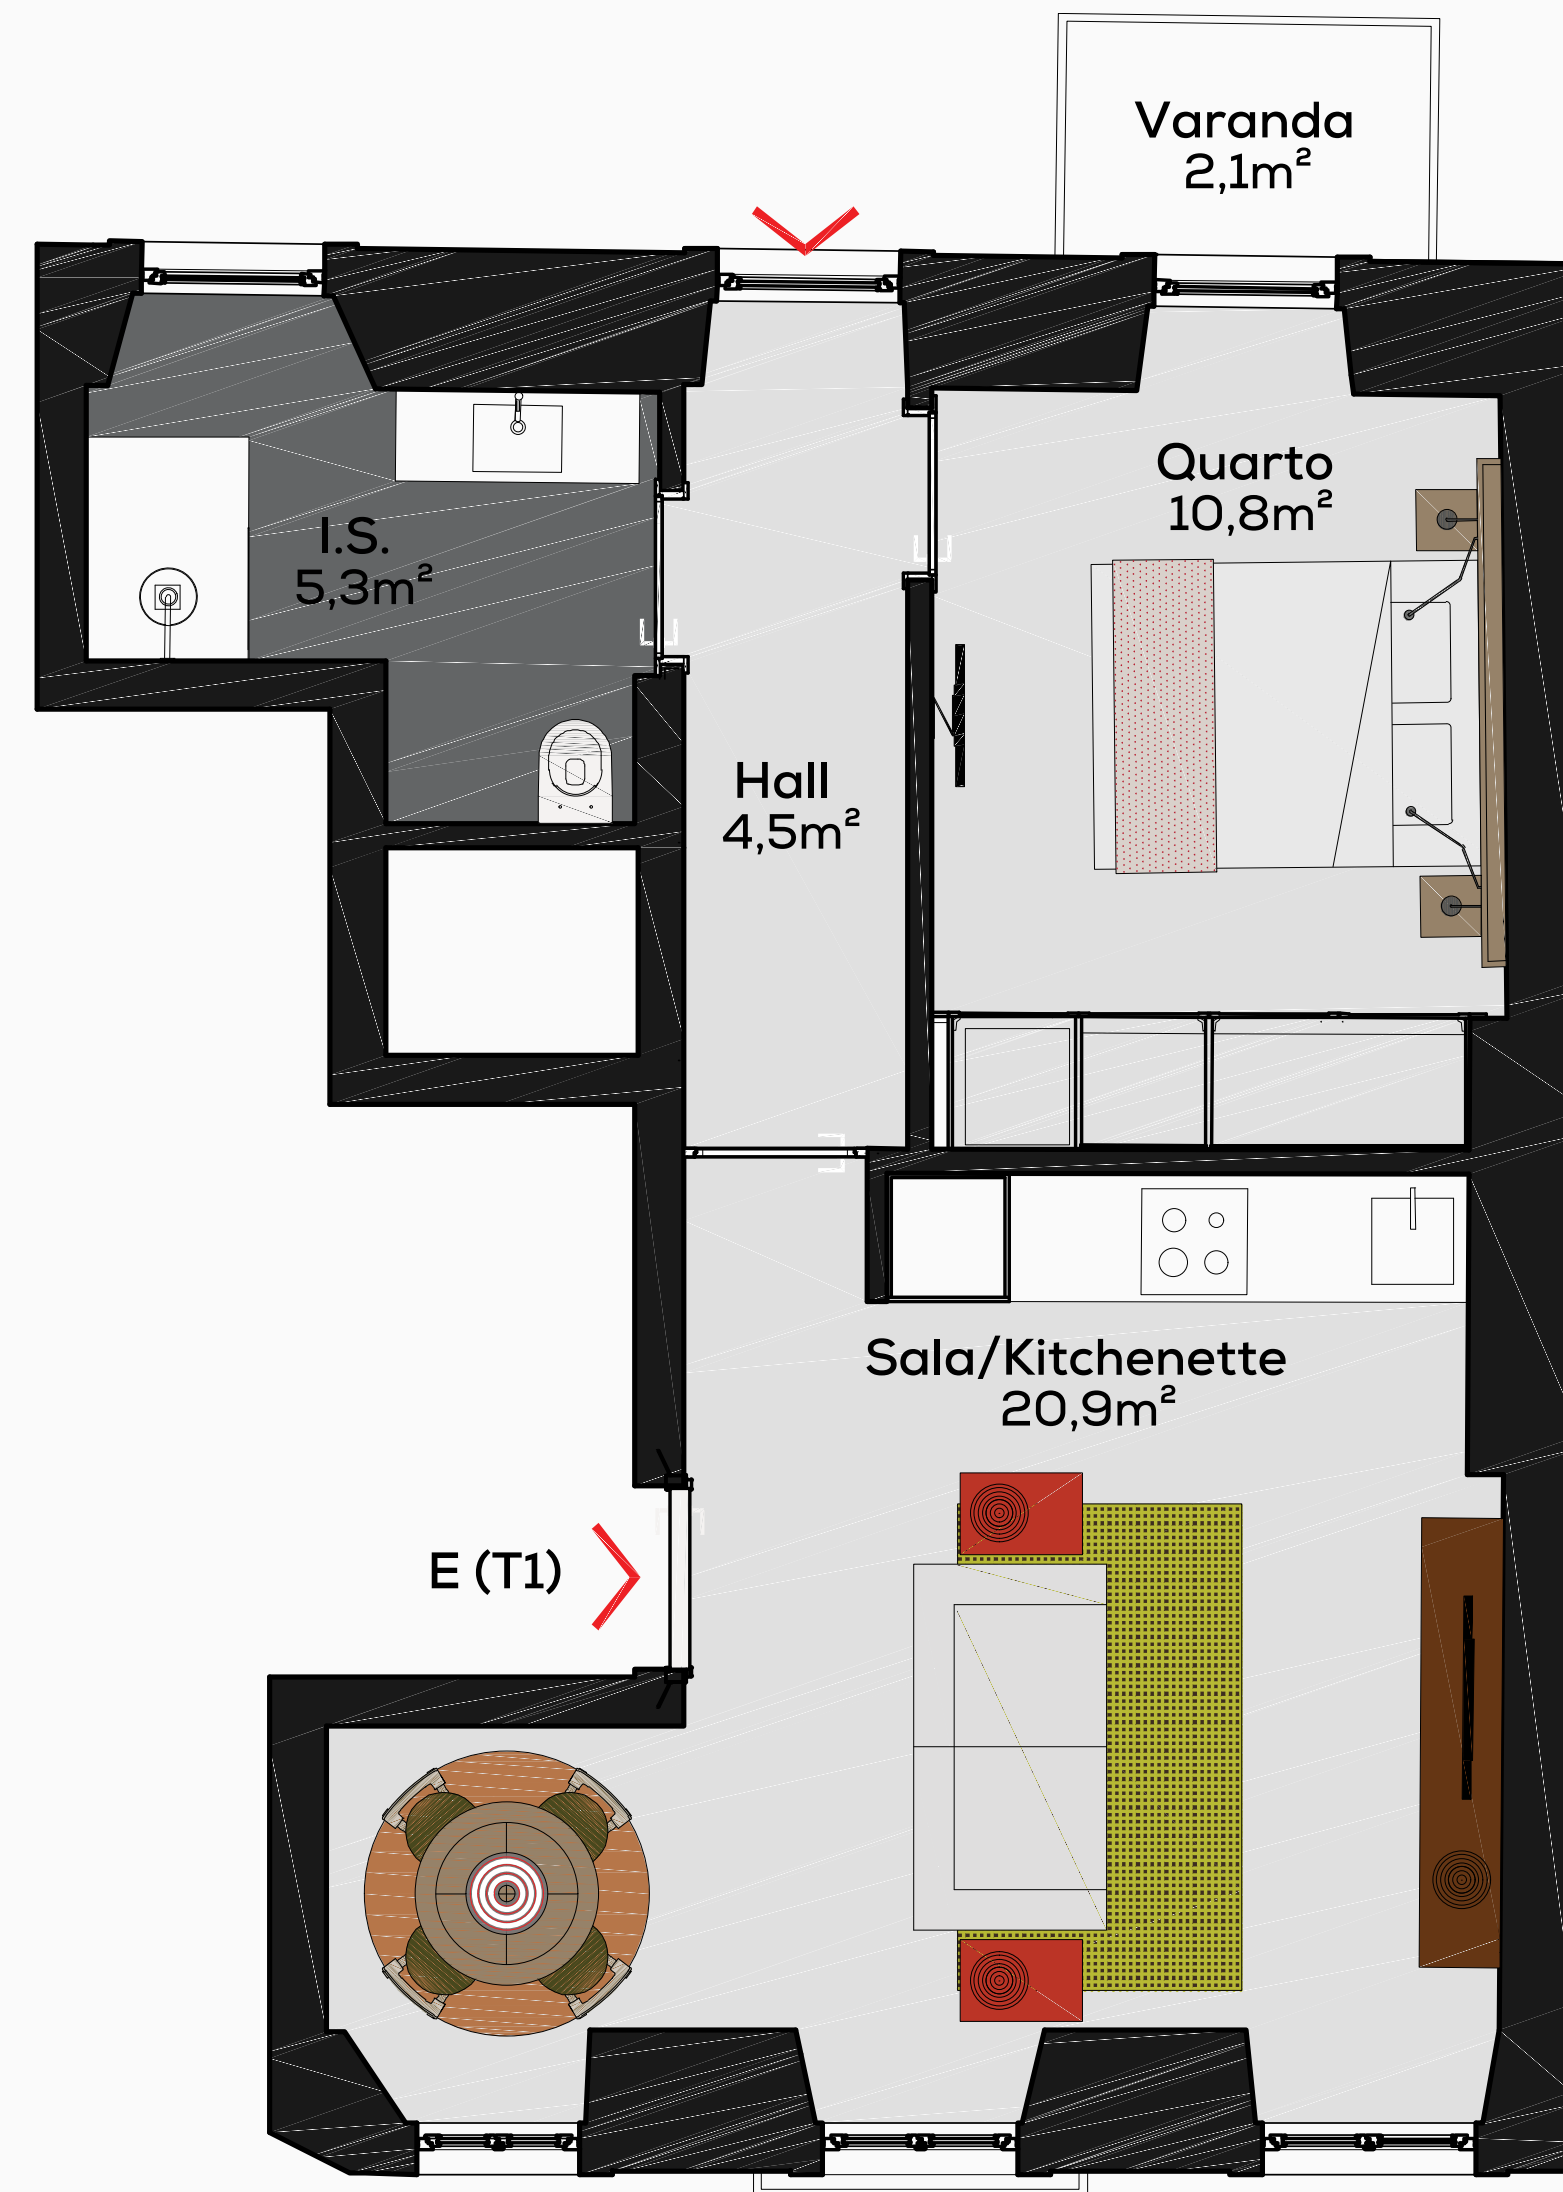 Varanda
2,1m²
Quarto
10,8m²
I.S.
5,3m²
Hall
4,5m²
Sala/Kitchenette
20,9m²
E (T1)